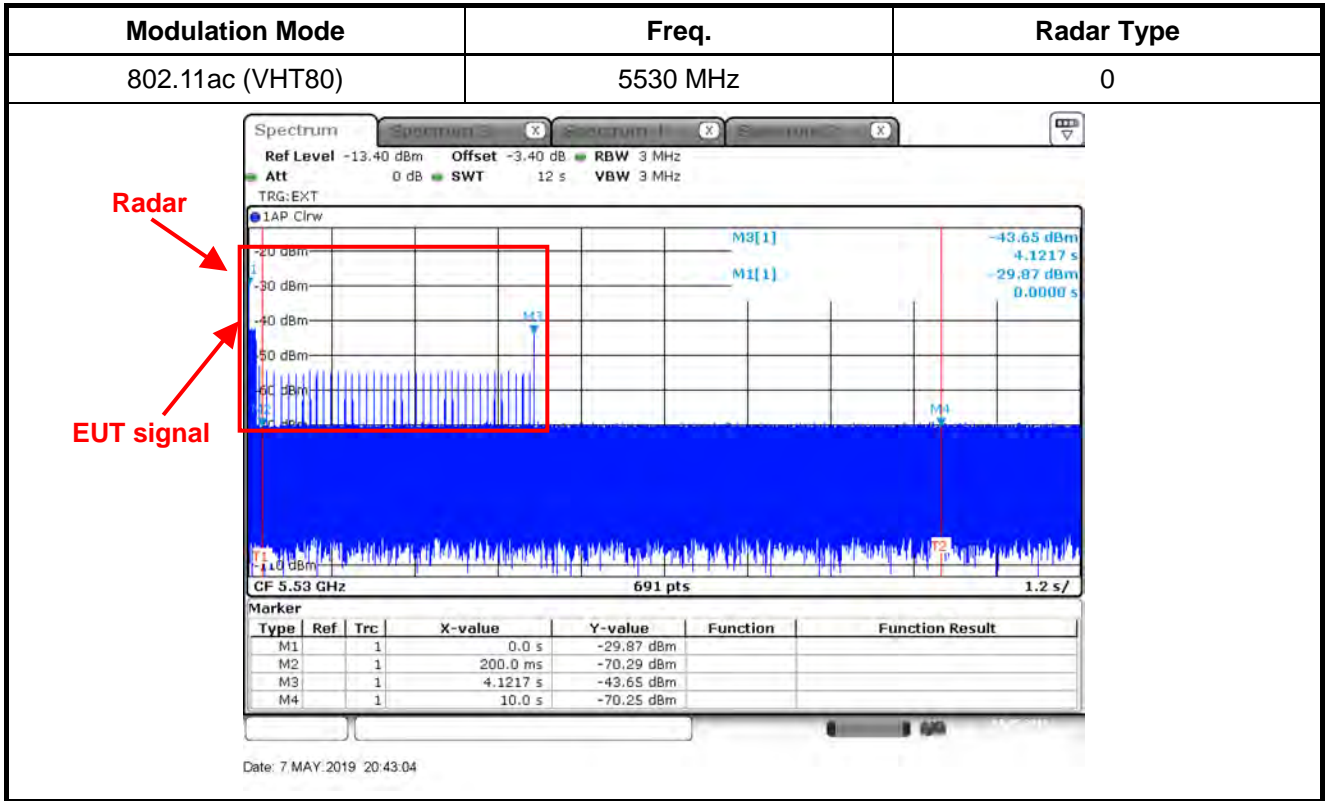 Modulation Mode Freq. Radar Type
802.11ac (VHT80) 5530 MHz 0
Spectrum
Ref Level -13.40 dBm Offset -3.40 dB RBW 3 MHz
Att 0 dB SWT 12 s VBW 3 MHz
TRG:EXT
1AP Clrw
Radar
EUT signal
M3[1] -43.65 dBm
4.1217 s
M1[1] -29.87 dBm
0.0000 s
-20 dBm
-30 dBm
-40 dBm
-50 dBm
-60 dBm
M3
M4
T1
T2
CF 5.53 GHz 691 pts 1.2 s/
Marker
Type Ref Trc X-value Y-value Function Function Result
M1 1 0.0 s -29.87 dBm
M2 1 200.0 ms -70.29 dBm
M3 1 4.1217 s -43.65 dBm
M4 1 10.0 s -70.25 dBm
Date: 7.MAY.2019 20:43:04